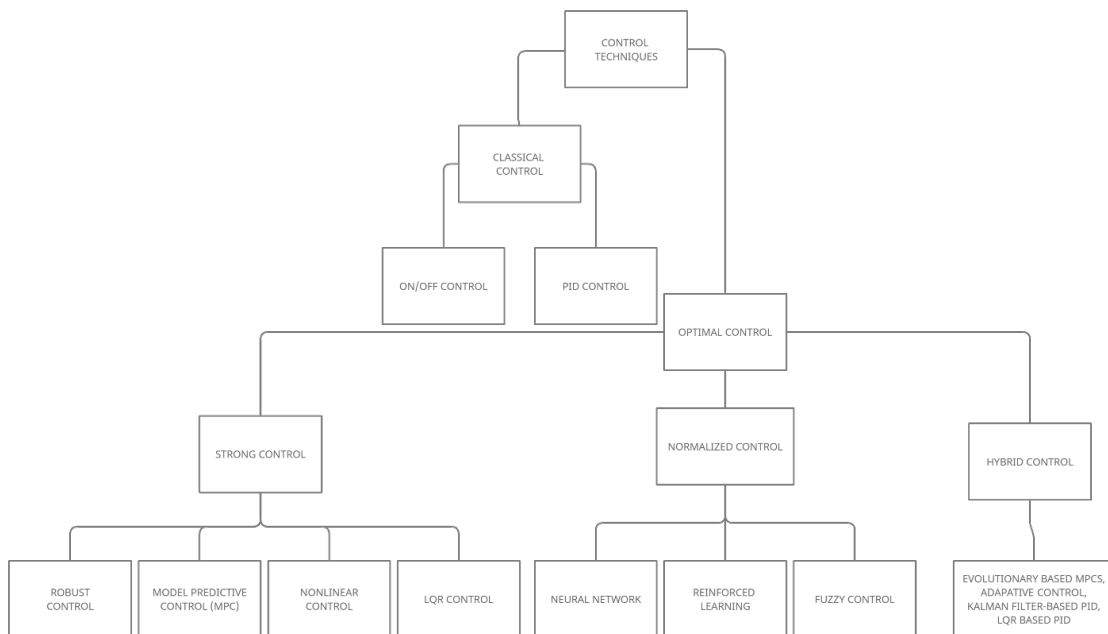 CONTROL
TECHNIQUES
CLASSICAL
CONTROL
ON/OFF CONTROL
PID CONTROL
OPTIMAL CONTROL
STRONG CONTROL
NORMALIZED CONTROL
HYBRID CONTROL
ROBUST
CONTROL
MODEL PREDICTIVE
CONTROL (MPC)
NONLINEAR
CONTROL
LQR CONTROL
NEURAL NETWORK
REINFORCED
LEARNING
FUZZY CONTROL
EVOLUTIONARY BASED MPCS,
ADAPATIVE CONTROL,
KALMAN FILTER-BASED PID,
LQR BASED PID